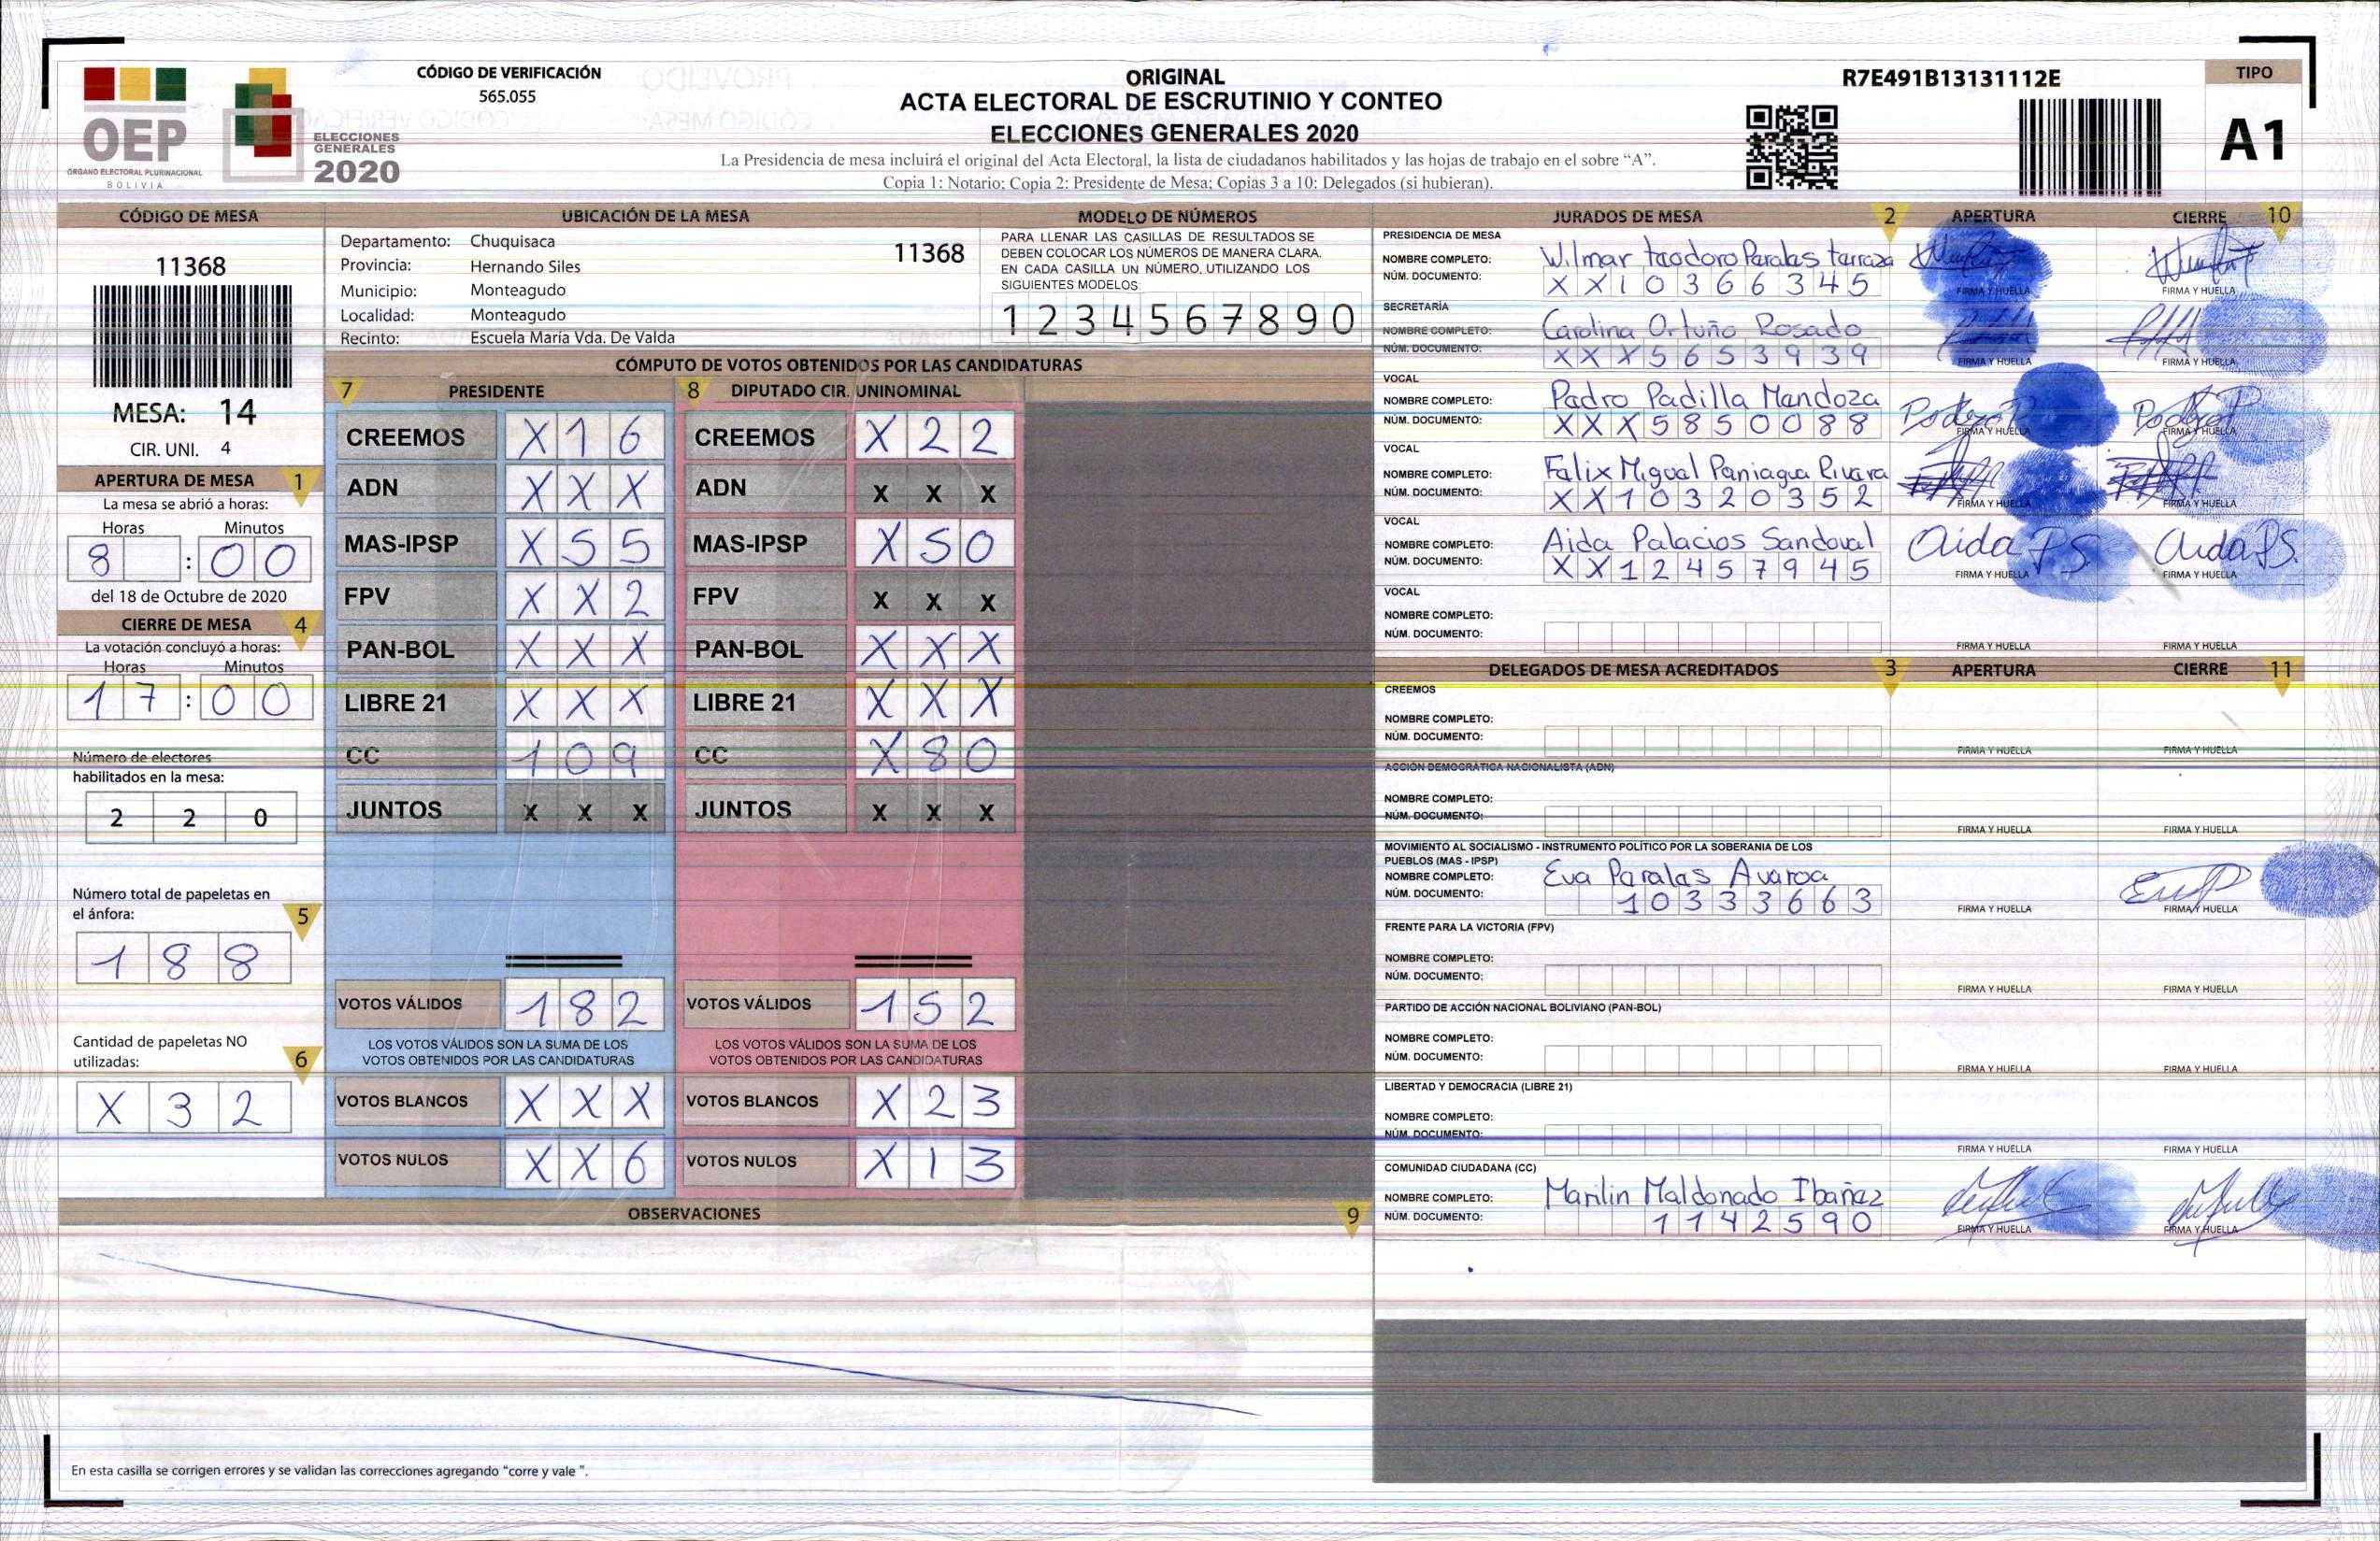 CÓDIGO DE VERIFICACIÓN
565.055
ORIGINAL
ACTA ELECTORAL DE ESCRUTINIO Y CONTEO
ELECCIONES GENERALES 2020
La Presidencia de mesa incluirá el original del Acta Electoral, la lista de ciudadanos habilitados y las hojas de trabajo en el sobre “A”.
Copia 1: Notario; Copia 2: Presidente de Mesa; Copias 3 a 10: Delegados (si hubieran).
R7E491B13131112E
TIPO
A1
OEP
ÓRGANO ELECTORAL PLURINACIONAL
BOLIVIA
ELECCIONES
GENERALES
2020
CÓDIGO DE MESA
11368
MESA: 14
CIR. UNI. 4
APERTURA DE MESA 1
La mesa se abrió a horas:
Horas Minutos
8 : 0 0
del 18 de Octubre de 2020
CIERRE DE MESA 4
La votación concluyó a horas:
Horas Minutos
1 7 : 0 0
Número de electores
habilitados en la mesa:
2 2 0
Número total de papeletas en
el ánfora: 5
1 8 8
Cantidad de papeletas NO
utilizadas: 6
X 3 2
UBICACIÓN DE LA MESA
Departamento: Chuquisaca 11368
Provincia: Hernando Siles
Municipio: Monteagudo
Localidad: Monteagudo
Recinto: Escuela María Vda. De Valda
MODELO DE NÚMEROS
PARA LLENAR LAS CASILLAS DE RESULTADOS SE
DEBEN COLOCAR LOS NÚMEROS DE MANERA CLARA.
EN CADA CASILLA UN NÚMERO, UTILIZANDO LOS
SIGUIENTES MODELOS:
1 2 3 4 5 6 7 8 9 0
CÓMPUTO DE VOTOS OBTENIDOS POR LAS CANDIDATURAS
7 PRESIDENTE 8 DIPUTADO CIR. UNINOMINAL
CREEMOS X 1 6 CREEMOS X 2 2
ADN X X X ADN X X X
MAS-IPSP X 5 5 MAS-IPSP X 5 0
FPV X X 2 FPV X X X
PAN-BOL X X X PAN-BOL X X X
LIBRE 21 X X X LIBRE 21 X X X
CC 1 0 9 CC X 8 0
JUNTOS X X X JUNTOS X X X
VOTOS VÁLIDOS 1 8 2 VOTOS VÁLIDOS 1 5 2
LOS VOTOS VÁLIDOS SON LA SUMA DE LOS LOS VOTOS VÁLIDOS SON LA SUMA DE LOS
VOTOS OBTENIDOS POR LAS CANDIDATURAS VOTOS OBTENIDOS POR LAS CANDIDATURAS
VOTOS BLANCOS X X X VOTOS BLANCOS X 2 3
VOTOS NULOS X X 6 VOTOS NULOS X 1 3
OBSERVACIONES 9
En esta casilla se corrigen errores y se validan las correcciones agregando “corre y vale ”.
JURADOS DE MESA 2 APERTURA CIERRE 10
PRESIDENCIA DE MESA
NOMBRE COMPLETO: Wilmar teodoro Perales terraza
NÚM. DOCUMENTO: X X 1 0 3 6 6 3 4 5 FIRMA Y HUELLA FIRMA Y HUELLA
SECRETARÍA
NOMBRE COMPLETO: Carolina Ortuño Rosado
NÚM. DOCUMENTO: X X X 5 6 5 3 9 3 9 FIRMA Y HUELLA FIRMA Y HUELLA
VOCAL
NOMBRE COMPLETO: Pedro Padilla Mendoza
NÚM. DOCUMENTO: X X X 5 8 5 0 0 8 8 FIRMA Y HUELLA FIRMA Y HUELLA
VOCAL
NOMBRE COMPLETO: Felix Miguel Paniagua Rivera
NÚM. DOCUMENTO: X X 1 0 3 2 0 3 5 2 FIRMA Y HUELLA FIRMA Y HUELLA
VOCAL
NOMBRE COMPLETO: Aida Palacios Sandoval Aida P.S. Aida P.S.
NÚM. DOCUMENTO: X X 1 2 4 5 7 9 4 5 FIRMA Y HUELLA FIRMA Y HUELLA
VOCAL
NOMBRE COMPLETO:
NÚM. DOCUMENTO: FIRMA Y HUELLA FIRMA Y HUELLA
DELEGADOS DE MESA ACREDITADOS 3 APERTURA CIERRE 11
CREEMOS
NOMBRE COMPLETO:
NÚM. DOCUMENTO: FIRMA Y HUELLA FIRMA Y HUELLA
ACCIÓN DEMOCRÁTICA NACIONALISTA (ADN)
NOMBRE COMPLETO:
NÚM. DOCUMENTO: FIRMA Y HUELLA FIRMA Y HUELLA
MOVIMIENTO AL SOCIALISMO - INSTRUMENTO POLÍTICO POR LA SOBERANIA DE LOS
PUEBLOS (MAS - IPSP)
NOMBRE COMPLETO: Eva Perales Avaroa
NÚM. DOCUMENTO: 1 0 3 3 3 6 6 3 FIRMA Y HUELLA FIRMA Y HUELLA
FRENTE PARA LA VICTORIA (FPV)
NOMBRE COMPLETO:
NÚM. DOCUMENTO: FIRMA Y HUELLA FIRMA Y HUELLA
PARTIDO DE ACCIÓN NACIONAL BOLIVIANO (PAN-BOL)
NOMBRE COMPLETO:
NÚM. DOCUMENTO: FIRMA Y HUELLA FIRMA Y HUELLA
LIBERTAD Y DEMOCRACIA (LIBRE 21)
NOMBRE COMPLETO:
NÚM. DOCUMENTO: FIRMA Y HUELLA FIRMA Y HUELLA
COMUNIDAD CIUDADANA (CC)
NOMBRE COMPLETO: Marilin Maldonado Ibañez
NÚM. DOCUMENTO: 1 1 4 2 5 9 0 FIRMA Y HUELLA FIRMA Y HUELLA